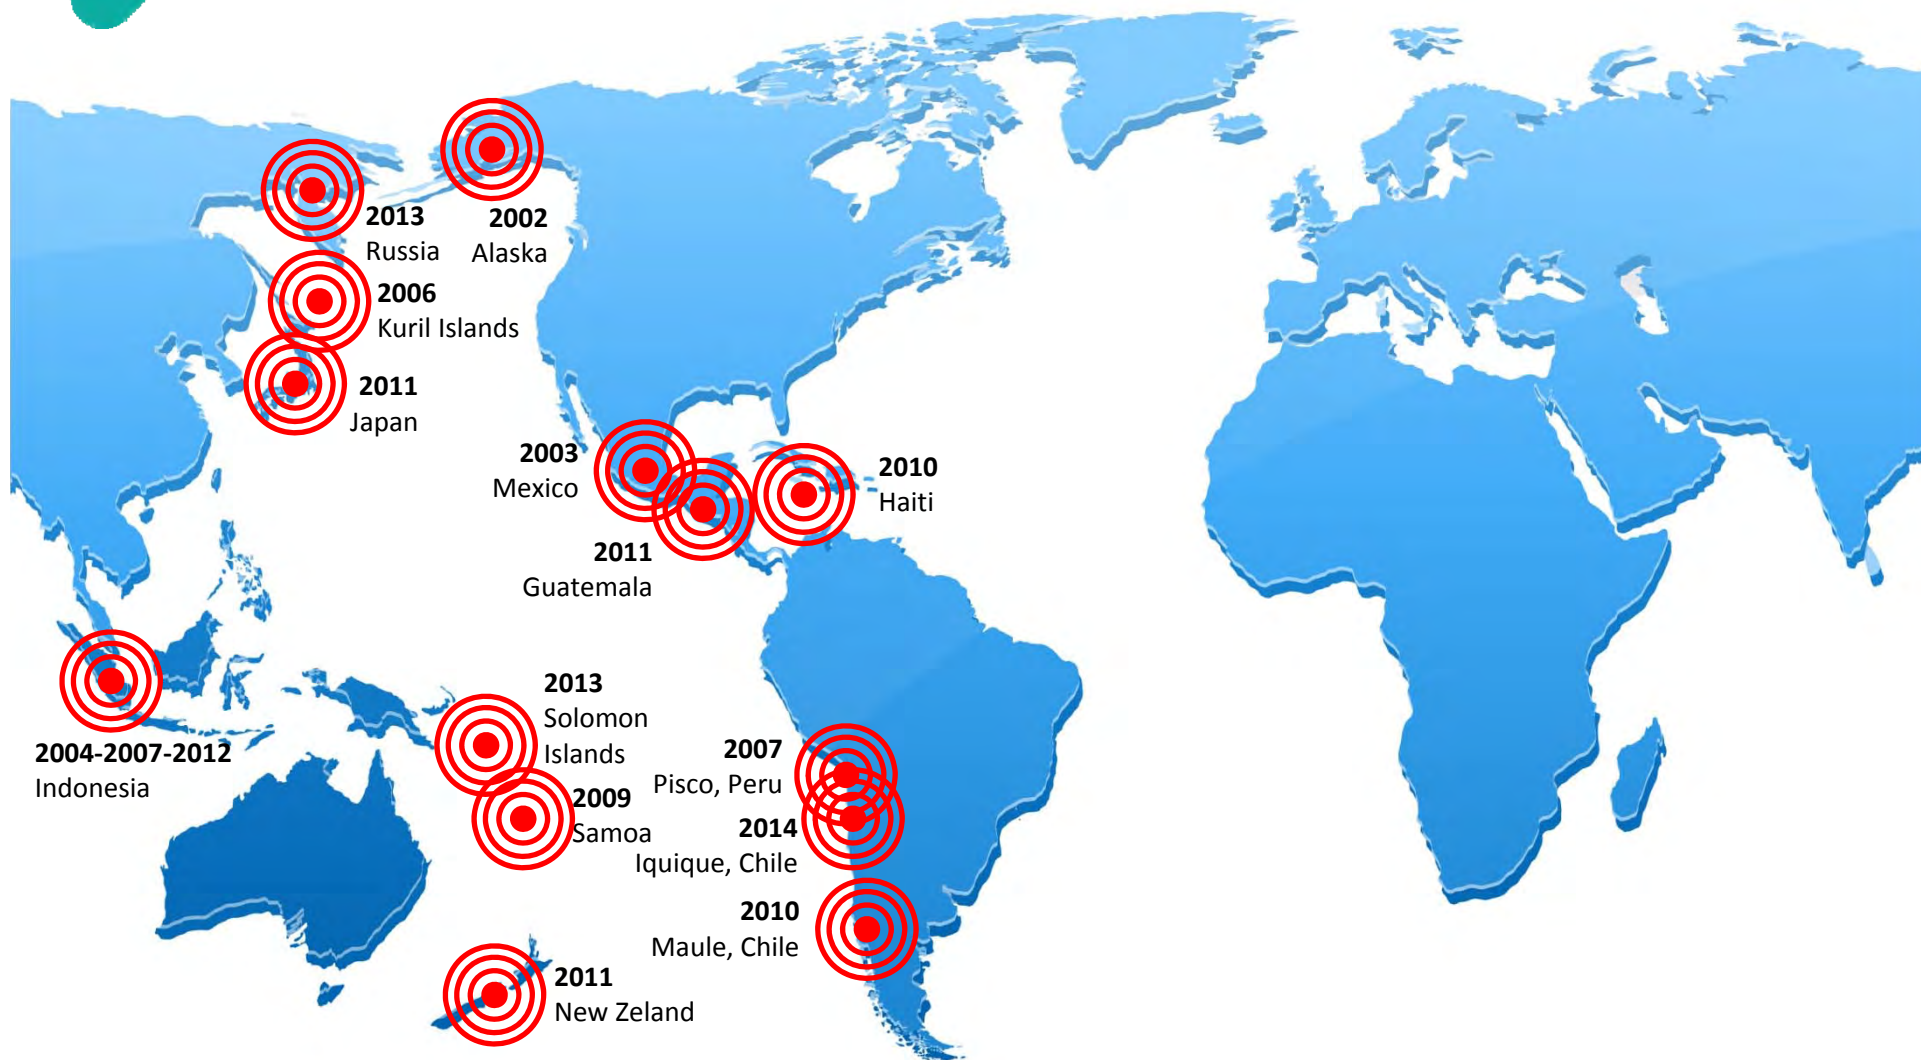 2013
Russia
2002
Alaska
2006
Kuril Islands
2011
Japan
2003
Mexico
2010
Haiti
2011
Guatemala
2004-2007-2012
Indonesia
2013
Solomon
Islands
2009
Samoa
2007
Pisco, Peru
2014
Iquique, Chile
2010
Maule, Chile
2011
New Zeland